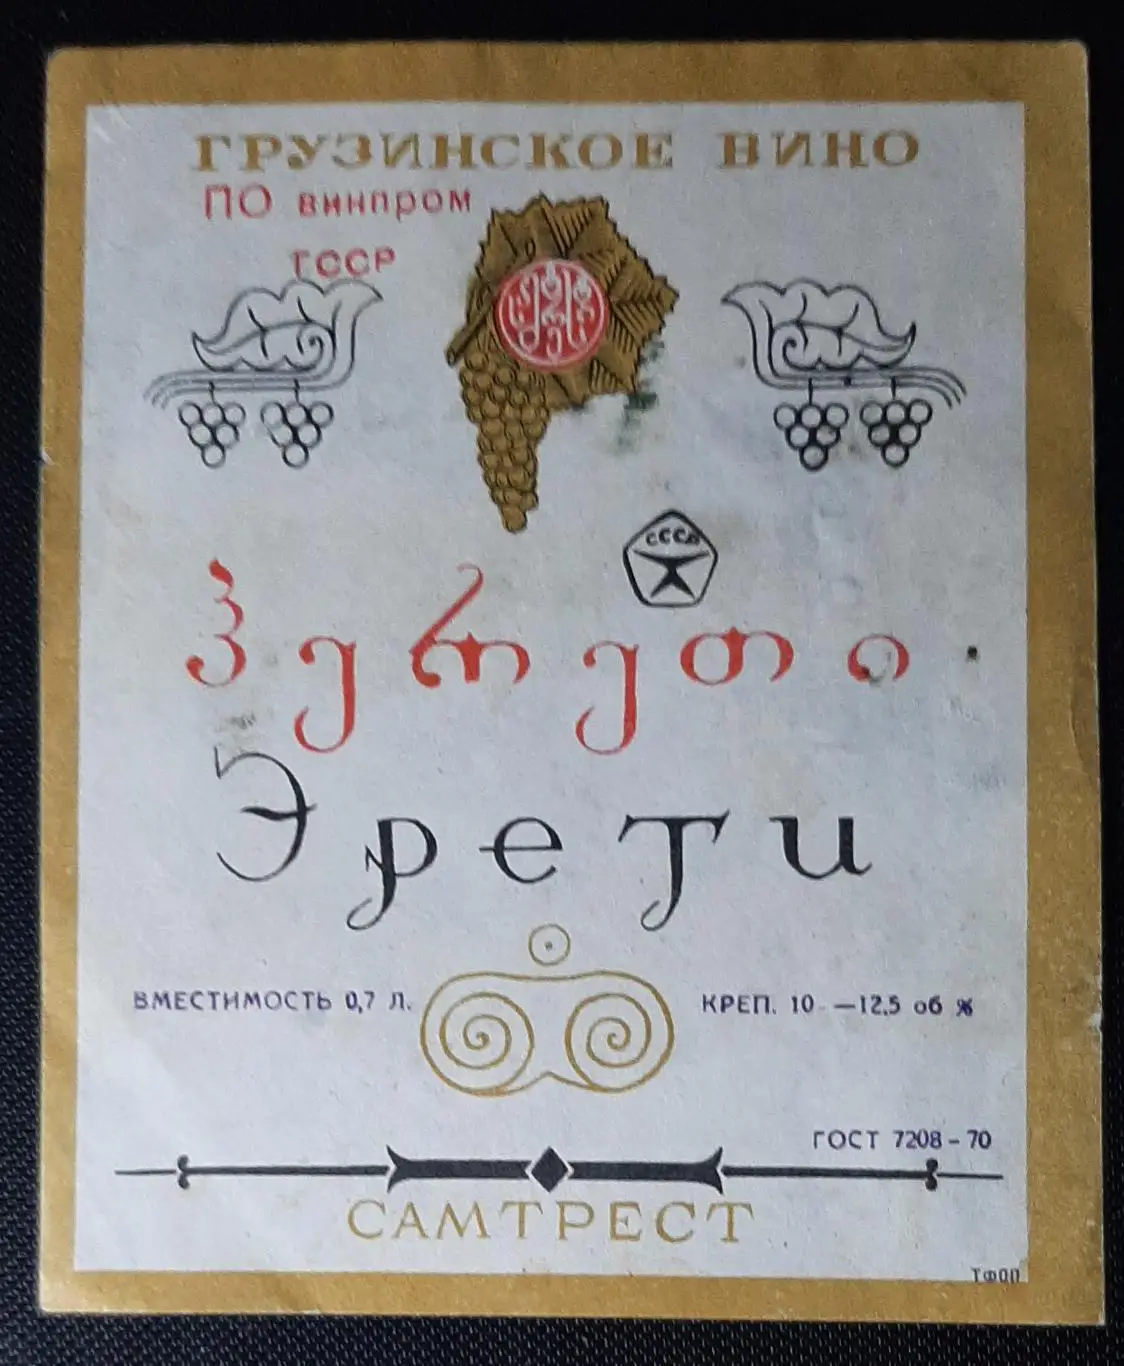 ГРУЗИНСКОЕ ВИНО
ПО винпром
ГССР
СССР
ჰერეთი
Эрети
ВМЕСТИМОСТЬ 0,7 Л.
КРЕП. 10 —12,5 об %
ГОСТ 7208-70
САМТРЕСТ
ТФОП